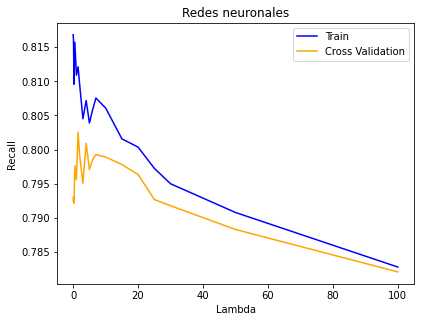 Redes neuronales
Train
Cross Validation
Recall
0.815
0.810
0.805
0.800
0.795
0.790
0.785
0 20 40 60 80 100
Lambda